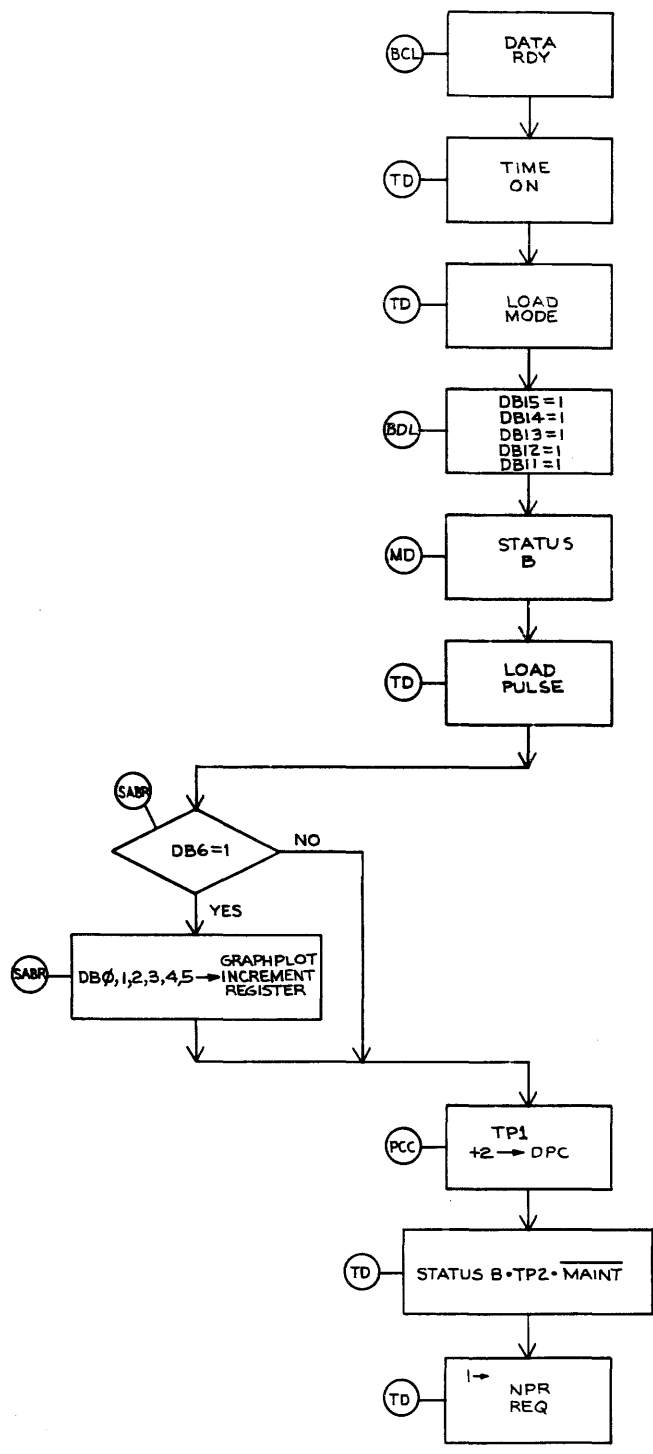 BCL
DATA
RDY
TD
TIME
ON
TD
LOAD
MODE
BDL
DB15=1
DB14=1
DB13=1
DB12=1
DB11=1
MD
STATUS
B
TD
LOAD
PULSE
SABR
DB6=1
NO
YES
SABR
DBØ,1,2,3,4,5→GRAPHPLOT
INCREMENT
REGISTER
PCC
TP1
+2→DPC
TD
STATUS B•TP2•M̅A̅I̅N̅T̅
TD
1→
NPR
REQ